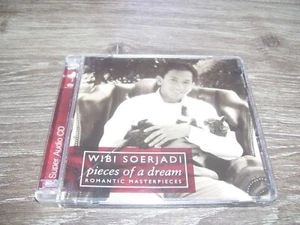 WIBI SOERJADI
pieces of a dream
ROMANTIC MASTERPIECES
Super Audio CD